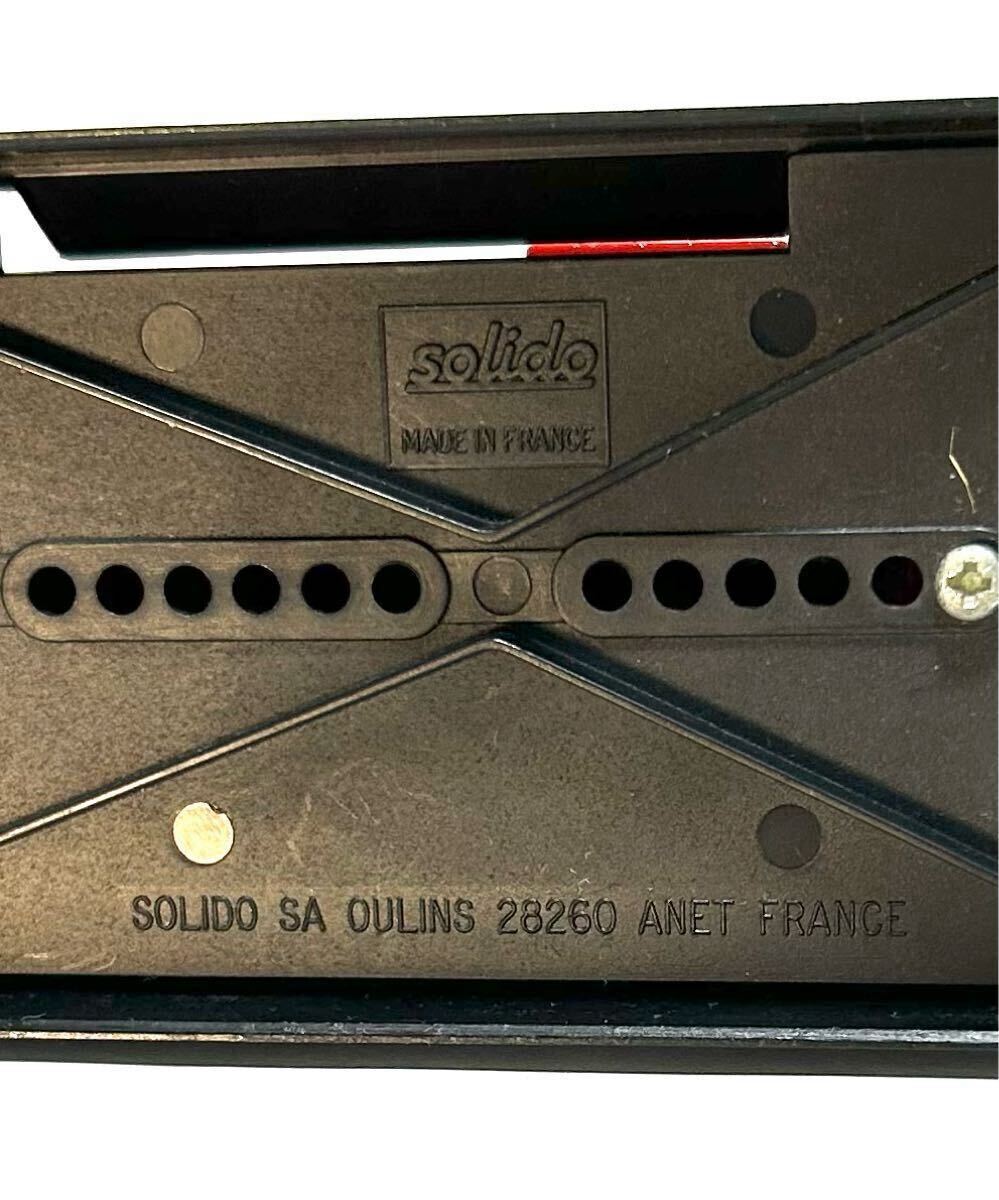 solido
MADE IN FRANCE
SOLIDO SA OULINS 28260 ANET FRANCE